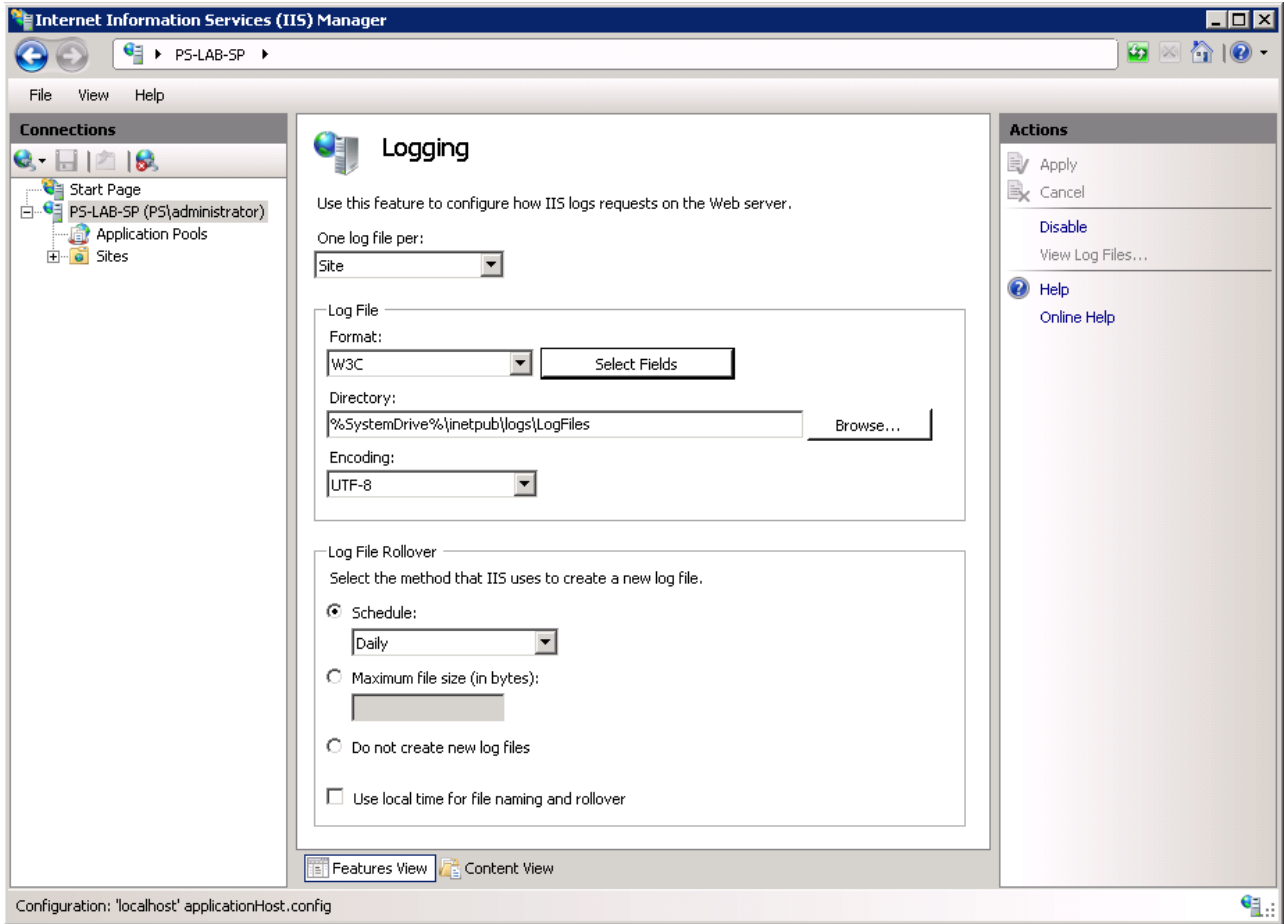 Internet Information Services (IIS) Manager
PS-LAB-SP
File View Help
Connections
Start Page
PS-LAB-SP (PS\administrator)
Application Pools
Sites
Logging
Use this feature to configure how IIS logs requests on the Web server.
One log file per:
Site
Log File
Format:
W3C
Select Fields
Directory:
%SystemDrive%\inetpub\logs\LogFiles
Browse...
Encoding:
UTF-8
Log File Rollover
Select the method that IIS uses to create a new log file.
Schedule:
Daily
Maximum file size (in bytes):
Do not create new log files
Use local time for file naming and rollover
Features View
Content View
Actions
Apply
Cancel
Disable
View Log Files...
Help
Online Help
Configuration: 'localhost' applicationHost.config